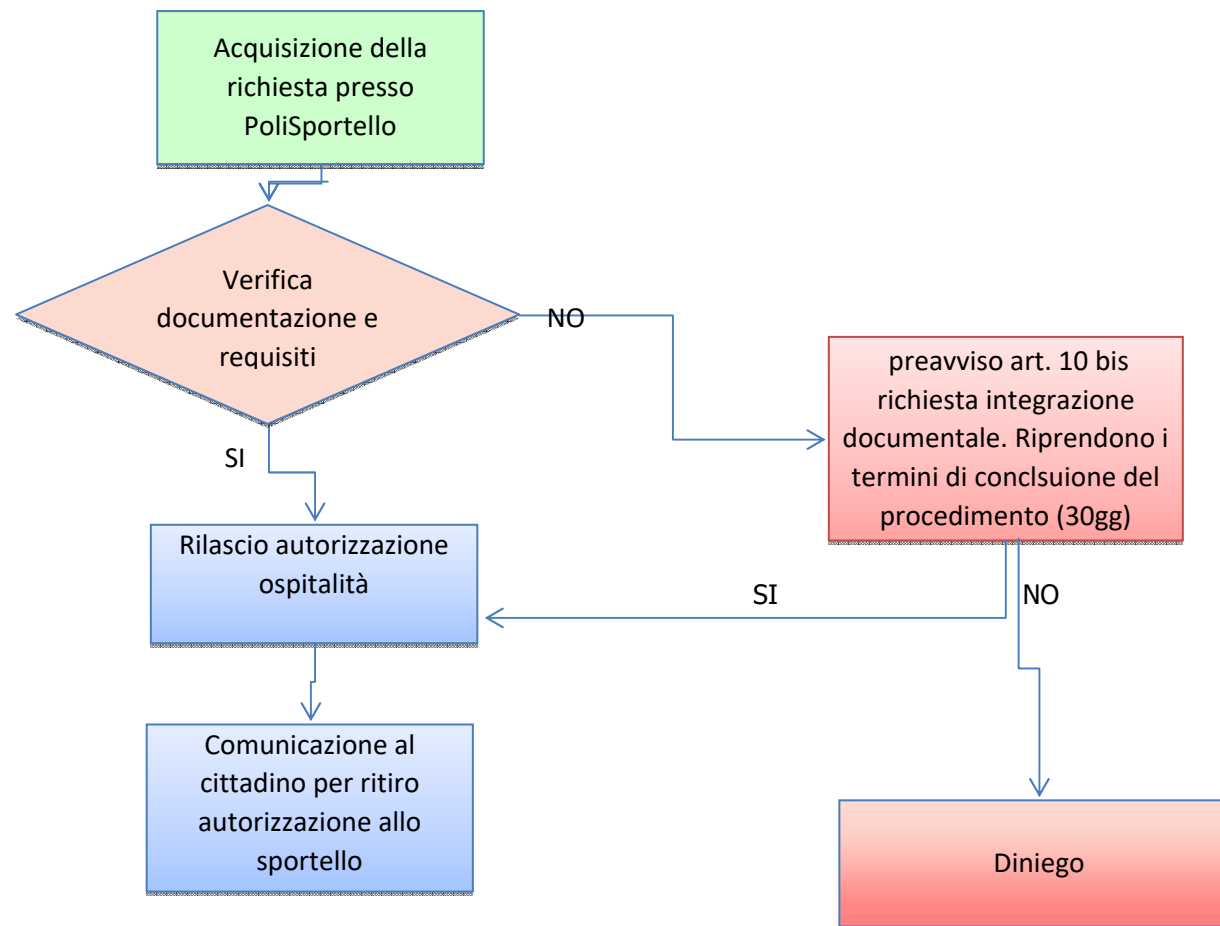 Acquisizione della
richiesta presso
PoliSportello
Verifica
documentazione e
requisiti
NO
preavviso art. 10 bis
richiesta integrazione
documentale. Riprendono i
termini di conclsuione del
procedimento (30gg)
SI
Rilascio autorizzazione
ospitalità
SI
NO
Comunicazione al
cittadino per ritiro
autorizzazione allo
sportello
Diniego